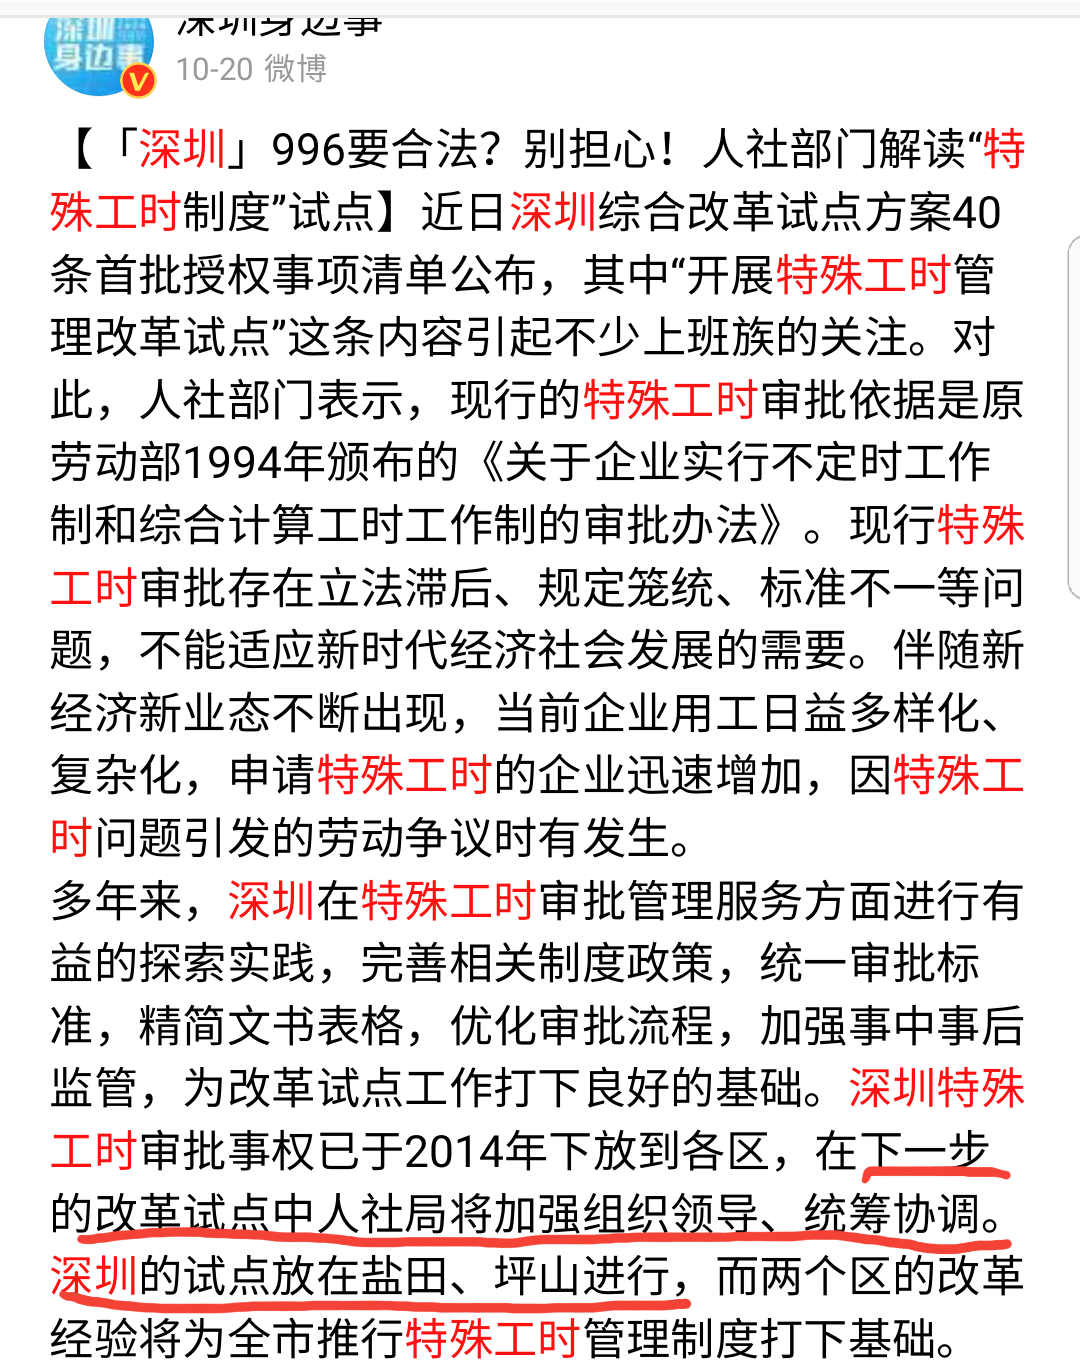 深圳
身边事
深圳身边事
10-20 微博
【「深圳」996要合法？别担心！人社部门解读“特
殊工时制度”试点】近日深圳综合改革试点方案40
条首批授权事项清单公布，其中“开展特殊工时管
理改革试点”这条内容引起不少上班族的关注。对
此，人社部门表示，现行的特殊工时审批依据是原
劳动部1994年颁布的《关于企业实行不定时工作
制和综合计算工时工作制的审批办法》。现行特殊
工时审批存在立法滞后、规定笼统、标准不一等问
题，不能适应新时代经济社会发展的需要。伴随新
经济新业态不断出现，当前企业用工日益多样化、
复杂化，申请特殊工时的企业迅速增加，因特殊工
时问题引发的劳动争议时有发生。
多年来，深圳在特殊工时审批管理服务方面进行有
益的探索实践，完善相关制度政策，统一审批标
准，精简文书表格，优化审批流程，加强事中事后
监管，为改革试点工作打下良好的基础。深圳特殊
工时审批事权已于2014年下放到各区，在下一步
的改革试点中人社局将加强组织领导、统筹协调。
深圳的试点放在盐田、坪山进行，而两个区的改革
经验将为全市推行特殊工时管理制度打下基础。